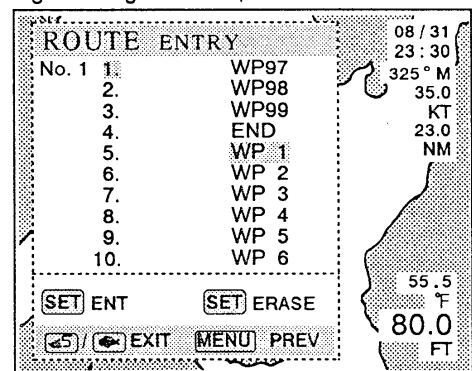 ROUTE ENTRY
No. 1 1. WP97
2. WP98
3. WP99
4. END
5. WP 1
6. WP 2
7. WP 3
8. WP 4
9. WP 5
10. WP 6
SET ENT SET ERASE
5 / EXIT MENU PREV
08 / 31
23 : 30
325° M
35.0
KT
23.0
NM
55.5
°F
80.0
FT